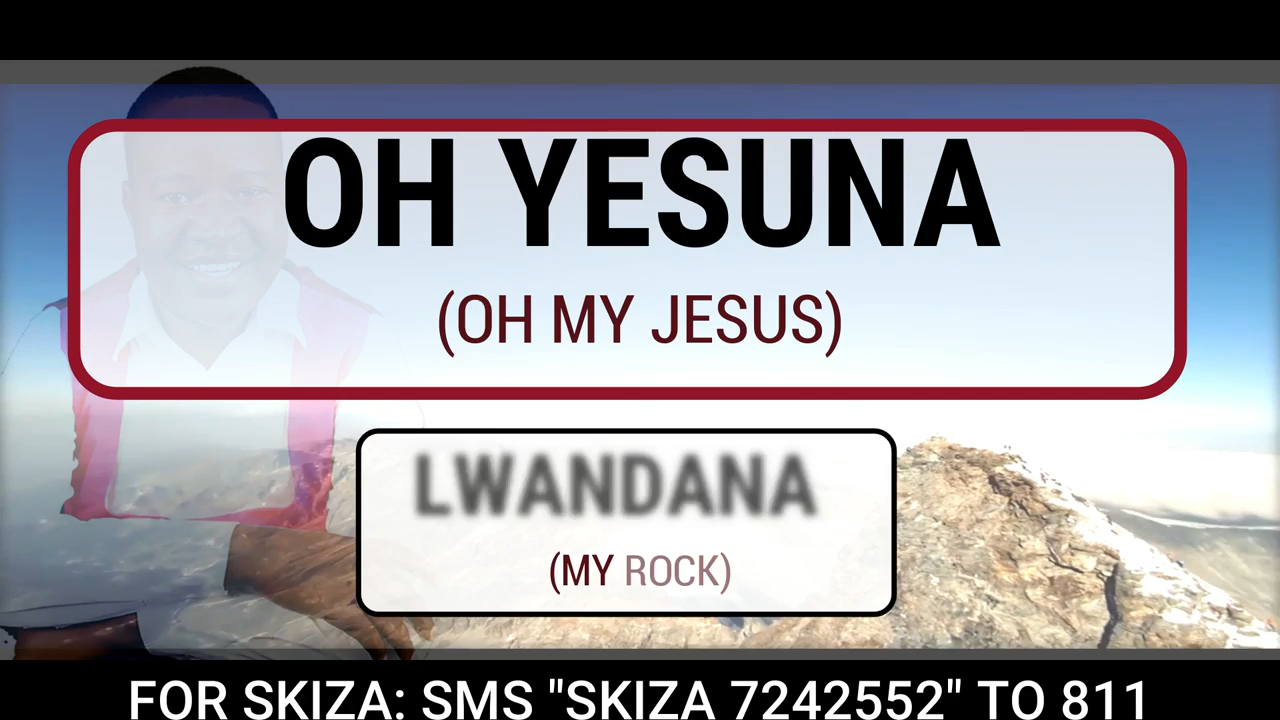 OH YESUNA
(OH MY JESUS)
LWANDANA
(MY ROCK)
FOR SKIZA: SMS "SKIZA 7242552" TO 811